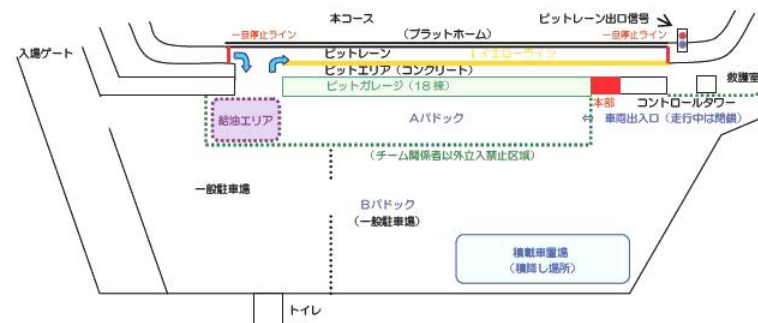 本コース
ピットレーン出口信号
一旦停止ライン
(プラットホーム)
一旦停止ライン
入場ゲート
ピットレーン
↓イエローライン
ピットエリア(コンクリート)
救護室
ピットガレージ(18棟)
本部
コントロールタワー
給油エリア
Aパドック
⇔ 車両出入口(走行中は閉鎖)
(チーム関係者以外立入禁止区域)
一般駐車場
Bパドック
(一般駐車場)
積載車置場
(積降し場所)
トイレ